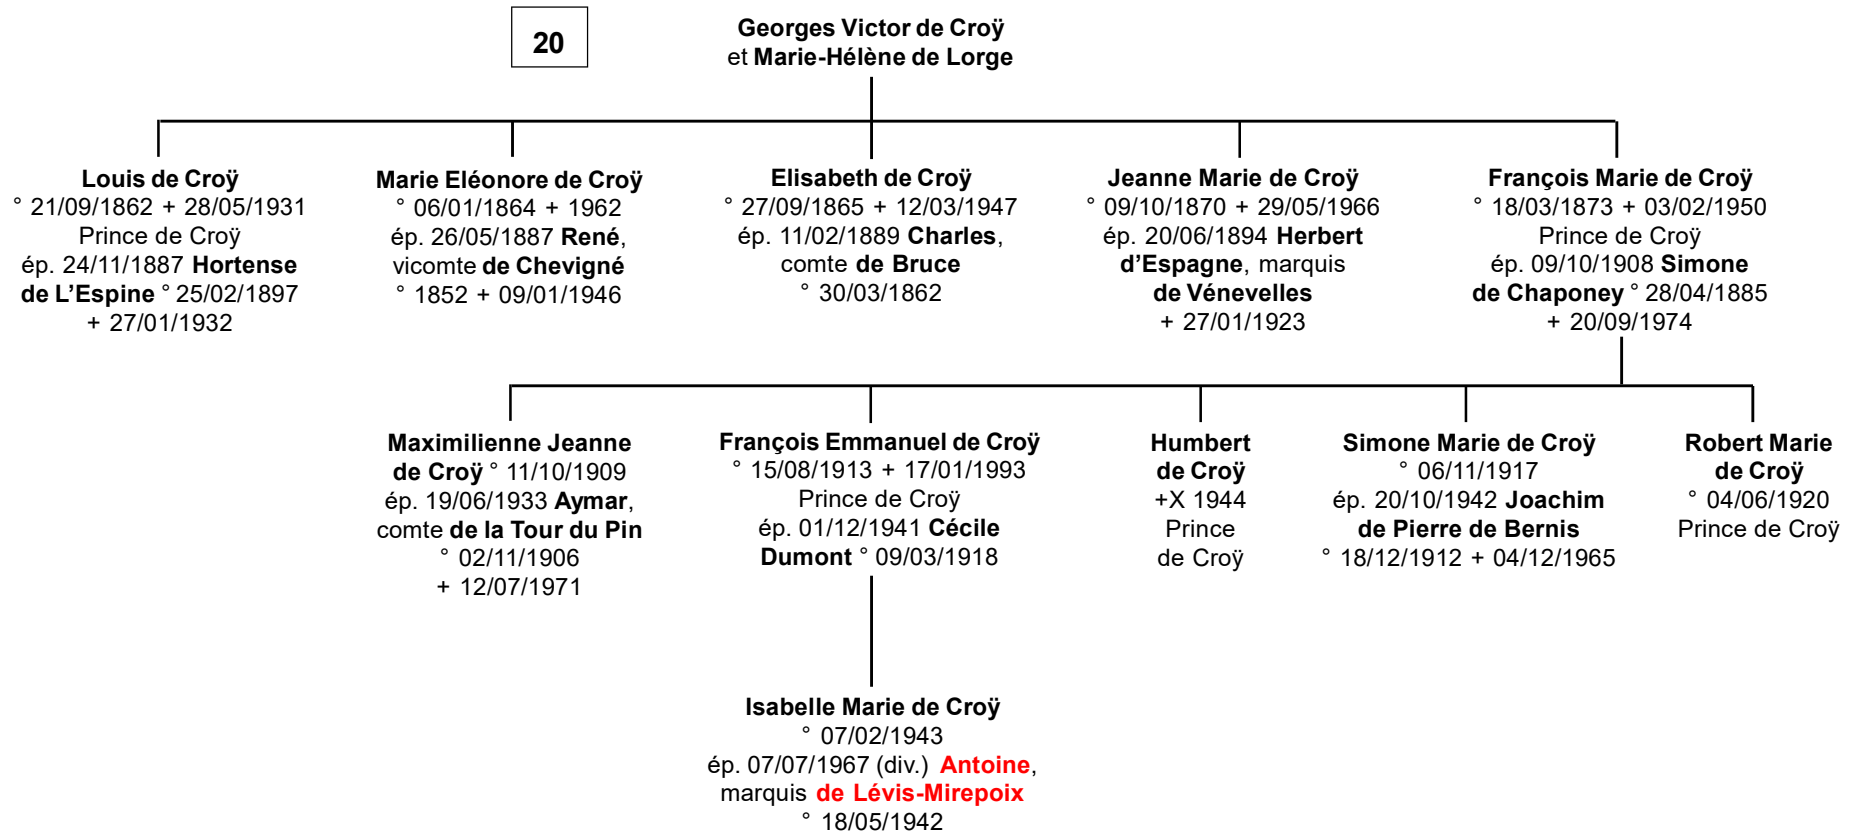 20
Georges Victor de Croÿ
et Marie-Hélène de Lorge
Louis de Croÿ
° 21/09/1862 + 28/05/1931
Prince de Croÿ
ép. 24/11/1887 Hortense
de L’Espine ° 25/02/1897
+ 27/01/1932
Marie Eléonore de Croÿ
° 06/01/1864 + 1962
ép. 26/05/1887 René,
vicomte de Chevigné
° 1852 + 09/01/1946
Elisabeth de Croÿ
° 27/09/1865 + 12/03/1947
ép. 11/02/1889 Charles,
comte de Bruce
° 30/03/1862
Jeanne Marie de Croÿ
° 09/10/1870 + 29/05/1966
ép. 20/06/1894 Herbert
d’Espagne, marquis
de Vénevelles
+ 27/01/1923
François Marie de Croÿ
° 18/03/1873 + 03/02/1950
Prince de Croÿ
ép. 09/10/1908 Simone
de Chaponey ° 28/04/1885
+ 20/09/1974
Maximilienne Jeanne
de Croÿ ° 11/10/1909
ép. 19/06/1933 Aymar,
comte de la Tour du Pin
° 02/11/1906
+ 12/07/1971
François Emmanuel de Croÿ
° 15/08/1913 + 17/01/1993
Prince de Croÿ
ép. 01/12/1941 Cécile
Dumont ° 09/03/1918
Humbert
de Croÿ
+X 1944
Prince
de Croÿ
Simone Marie de Croÿ
° 06/11/1917
ép. 20/10/1942 Joachim
de Pierre de Bernis
° 18/12/1912 + 04/12/1965
Robert Marie
de Croÿ
° 04/06/1920
Prince de Croÿ
Isabelle Marie de Croÿ
° 07/02/1943
ép. 07/07/1967 (div.) Antoine,
marquis de Lévis-Mirepoix
° 18/05/1942